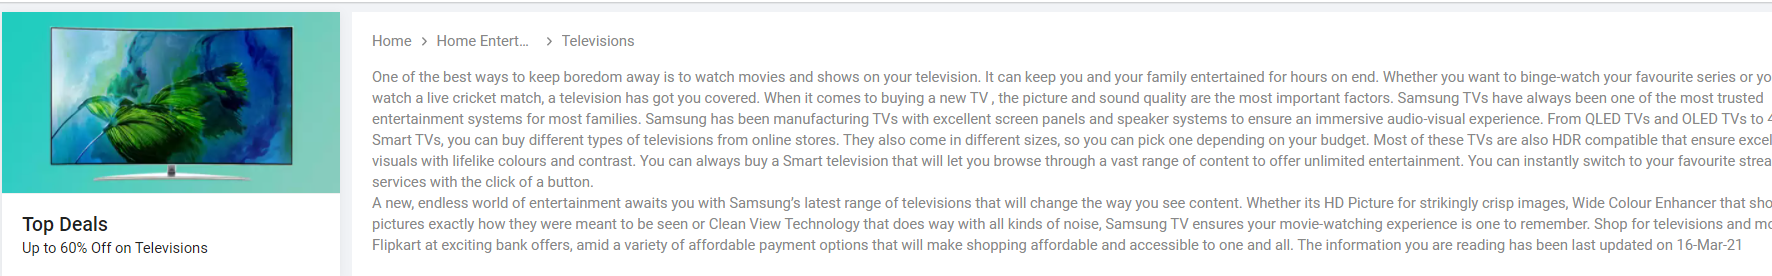 Home > Home Entert... > Televisions
One of the best ways to keep boredom away is to watch movies and shows on your television. It can keep you and your family entertained for hours on end. Whether you want to binge-watch your favourite series or yo
watch a live cricket match, a television has got you covered. When it comes to buying a new TV , the picture and sound quality are the most important factors. Samsung TVs have always been one of the most trusted
entertainment systems for most families. Samsung has been manufacturing TVs with excellent screen panels and speaker systems to ensure an immersive audio-visual experience. From QLED TVs and OLED TVs to 4
Smart TVs, you can buy different types of televisions from online stores. They also come in different sizes, so you can pick one depending on your budget. Most of these TVs are also HDR compatible that ensure excel
visuals with lifelike colours and contrast. You can always buy a Smart television that will let you browse through a vast range of content to offer unlimited entertainment. You can instantly switch to your favourite strea
services with the click of a button.
A new, endless world of entertainment awaits you with Samsung’s latest range of televisions that will change the way you see content. Whether its HD Picture for strikingly crisp images, Wide Colour Enhancer that sho
pictures exactly how they were meant to be seen or Clean View Technology that does way with all kinds of noise, Samsung TV ensures your movie-watching experience is one to remember. Shop for televisions and mo
Flipkart at exciting bank offers, amid a variety of affordable payment options that will make shopping affordable and accessible to one and all. The information you are reading has been last updated on 16-Mar-21
Top Deals
Up to 60% Off on Televisions